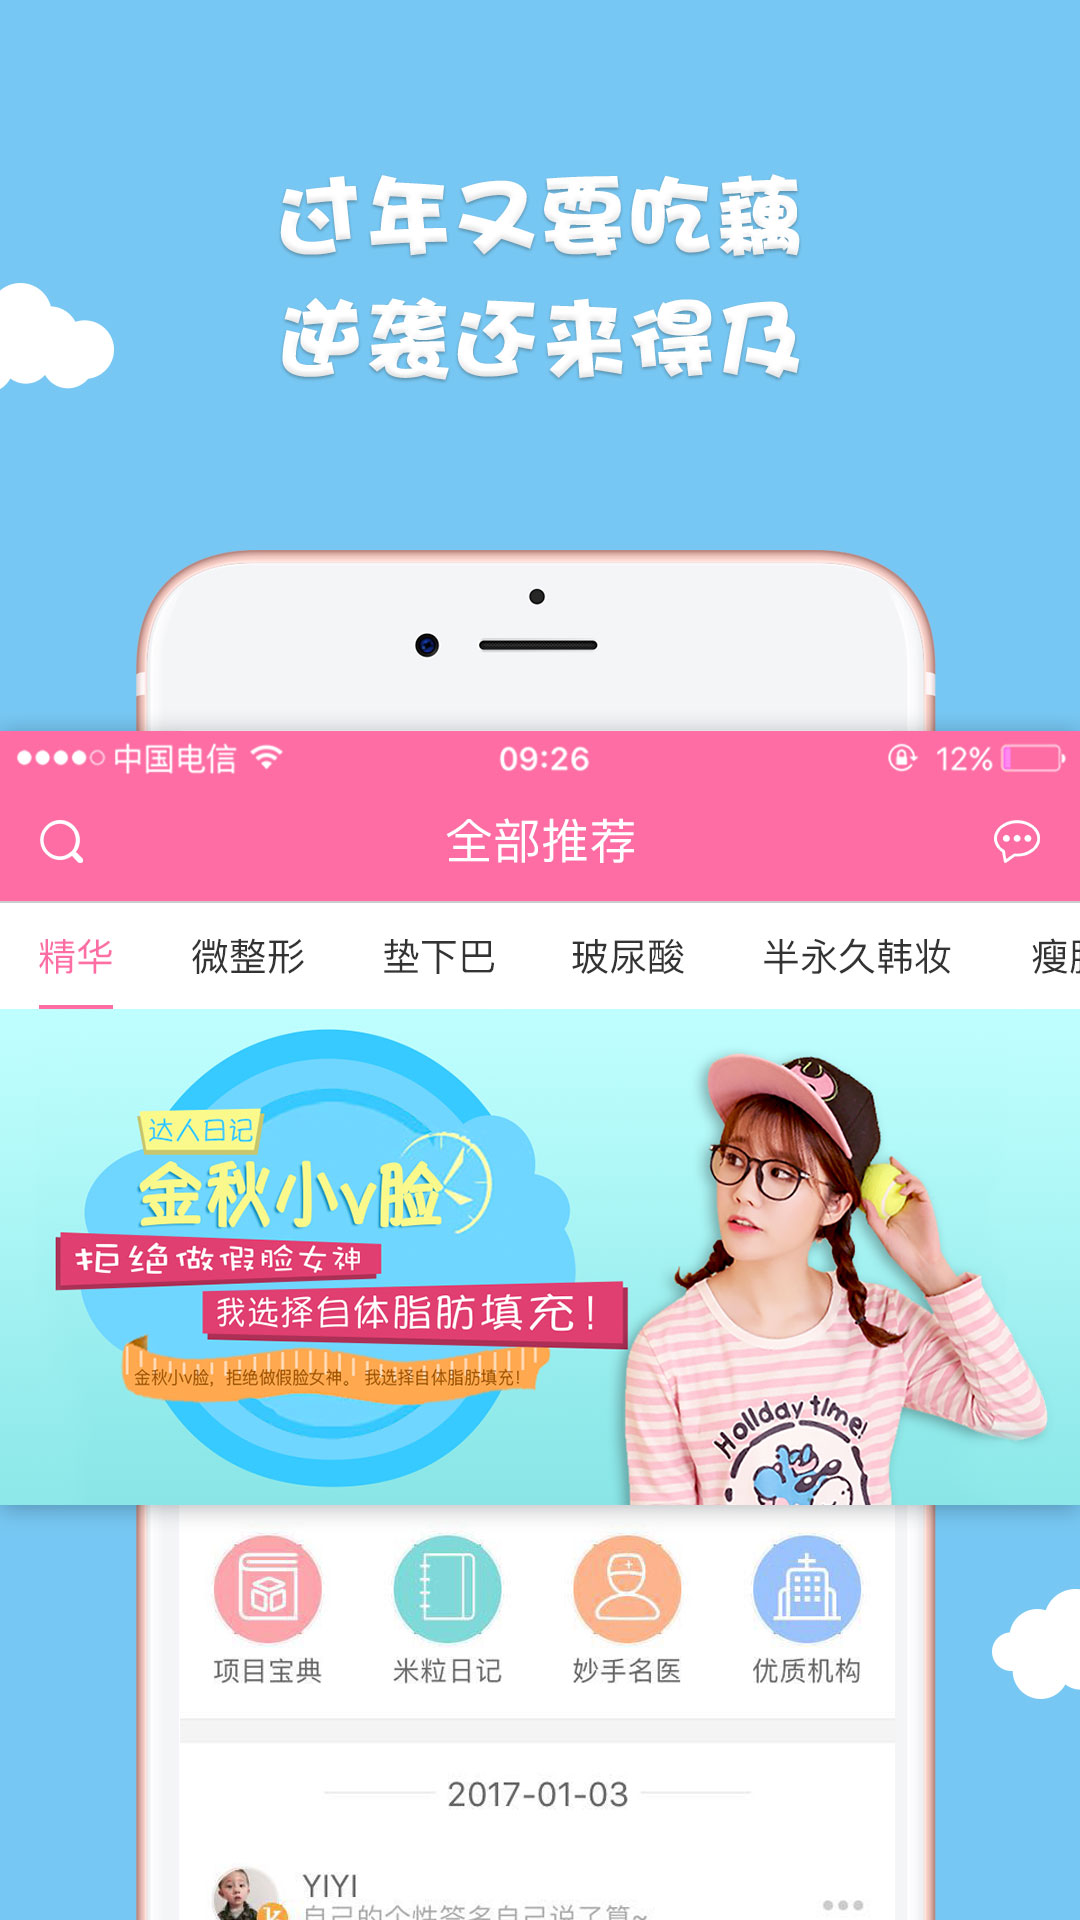 过年又要吃藕
逆袭还来得及
中国电信 09:26 12%
全部推荐
精华 微整形 垫下巴 玻尿酸 半永久韩妆 瘦
达人日记
金秋小v脸
拒绝做假脸女神
我选择自体脂肪填充!
金秋小v脸，拒绝做假脸女神。 我选择自体脂肪填充!
Holiday time!
项目宝典 米粒日记 妙手名医 优质机构
2017-01-03
YIYI
自己的个性签名自己说了算~